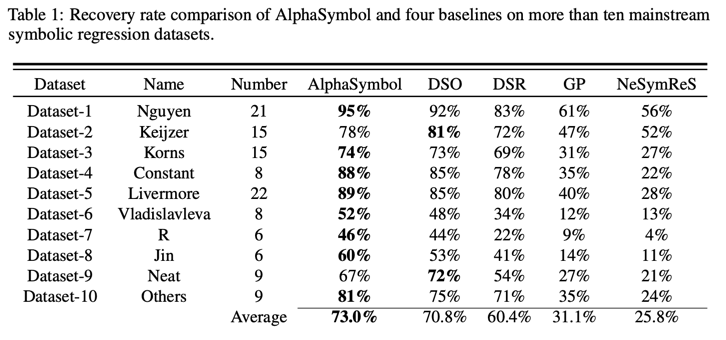 Table 1: Recovery rate comparison of AlphaSymbol and four baselines on more than ten mainstream
symbolic regression datasets.
Dataset Name Number AlphaSymbol DSO DSR GP NeSymReS
Dataset-1 Nguyen 21 95% 92% 83% 61% 56%
Dataset-2 Keijzer 15 78% 81% 72% 47% 52%
Dataset-3 Korns 15 74% 73% 69% 31% 27%
Dataset-4 Constant 8 88% 85% 78% 35% 22%
Dataset-5 Livermore 22 89% 85% 80% 40% 28%
Dataset-6 Vladislavleva 8 52% 48% 34% 12% 13%
Dataset-7 R 6 46% 44% 22% 9% 4%
Dataset-8 Jin 6 60% 53% 41% 14% 11%
Dataset-9 Neat 9 67% 72% 54% 27% 21%
Dataset-10 Others 9 81% 75% 71% 35% 24%
Average 73.0% 70.8% 60.4% 31.1% 25.8%